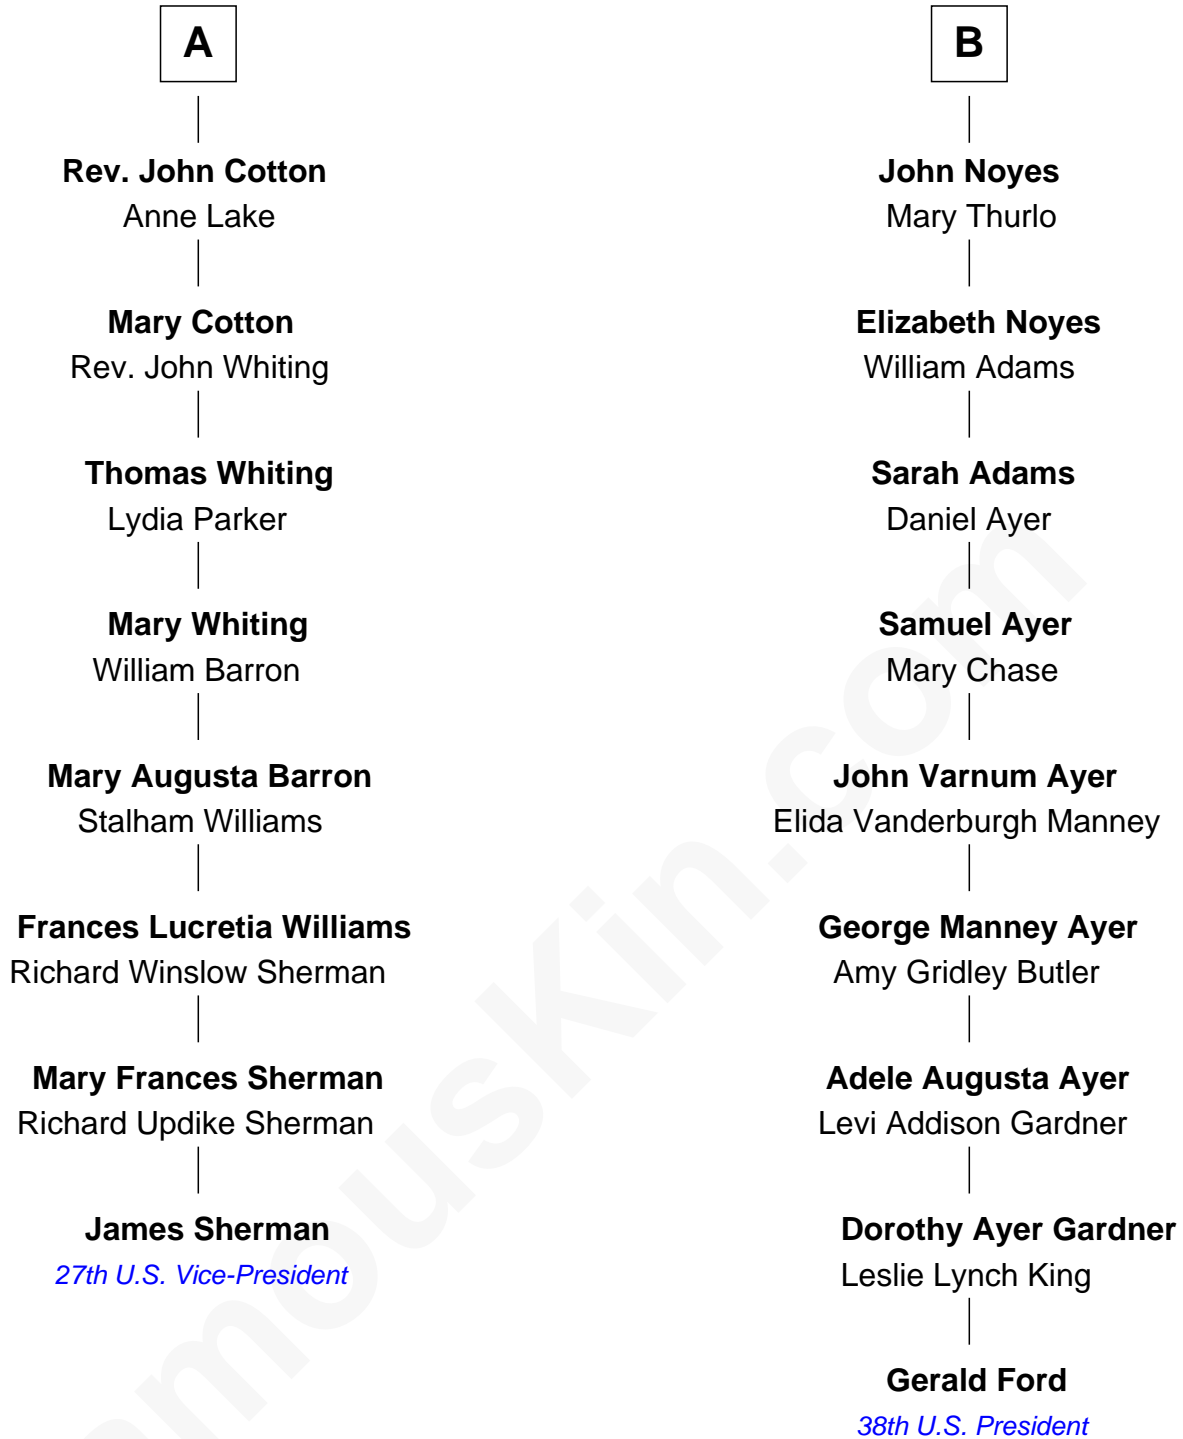 A
Rev. John Cotton
Anne Lake
Mary Cotton
Rev. John Whiting
Thomas Whiting
Lydia Parker
Mary Whiting
William Barron
Mary Augusta Barron
Stalham Williams
Frances Lucretia Williams
Richard Winslow Sherman
Mary Frances Sherman
Richard Updike Sherman
James Sherman
27th U.S. Vice-President
B
John Noyes
Mary Thurlo
Elizabeth Noyes
William Adams
Sarah Adams
Daniel Ayer
Samuel Ayer
Mary Chase
John Varnum Ayer
Elida Vanderburgh Manney
George Manney Ayer
Amy Gridley Butler
Adele Augusta Ayer
Levi Addison Gardner
Dorothy Ayer Gardner
Leslie Lynch King
Gerald Ford
38th U.S. President
amouskin.com